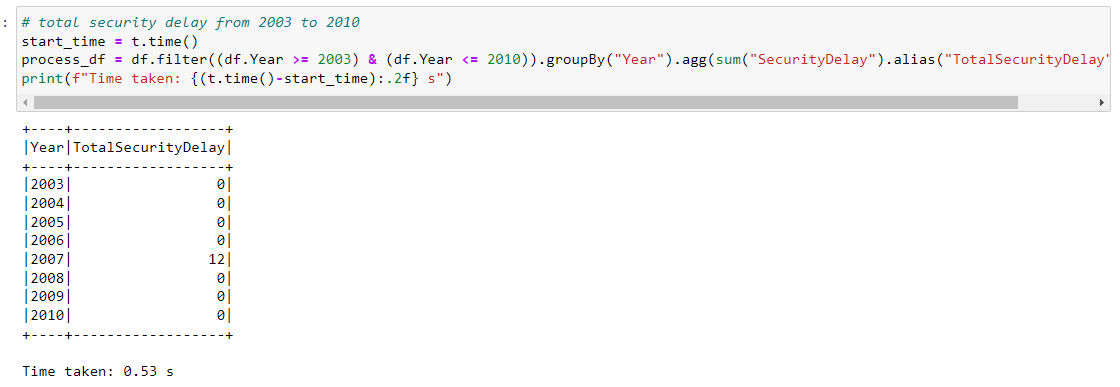 :
# total security delay from 2003 to 2010
start_time = t.time()
process_df = df.filter((df.Year >= 2003) & (df.Year <= 2010)).groupBy("Year").agg(sum("SecurityDelay").alias("TotalSecurityDelay"
print(f"Time taken: {(t.time()-start_time):.2f} s")
+----+------------------+
|Year|TotalSecurityDelay|
+----+------------------+
|2003|                 0|
|2004|                 0|
|2005|                 0|
|2006|                 0|
|2007|                12|
|2008|                 0|
|2009|                 0|
|2010|                 0|
+----+------------------+
Time taken: 0.53 s